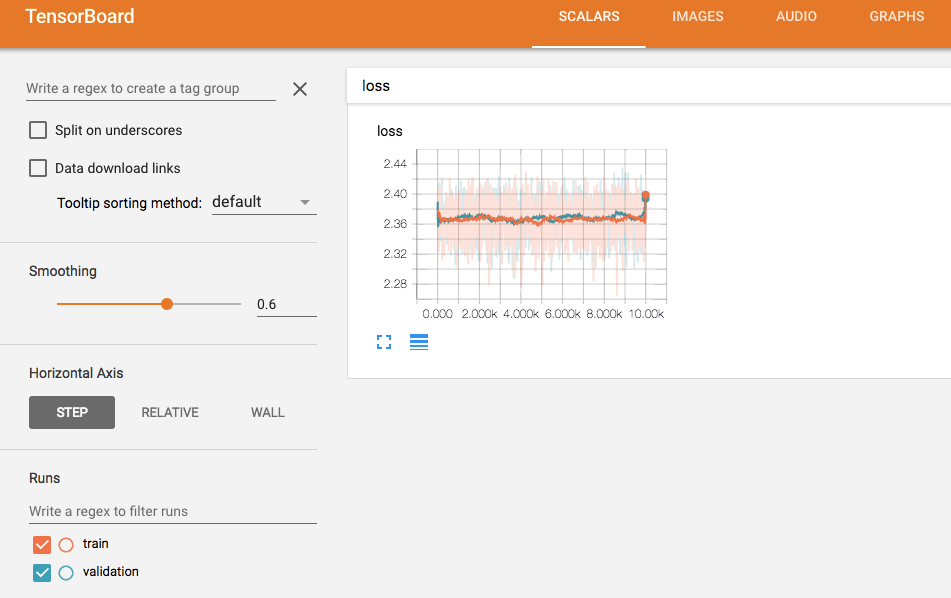 TensorBoard
SCALARS IMAGES AUDIO GRAPHS
Write a regex to create a tag group
Split on underscores
Data download links
Tooltip sorting method: default
Smoothing
0.6
Horizontal Axis
STEP RELATIVE WALL
Runs
Write a regex to filter runs
train
validation
loss
loss
2.44
2.40
2.36
2.32
2.28
0.000 2.000k 4.000k 6.000k 8.000k 10.00k